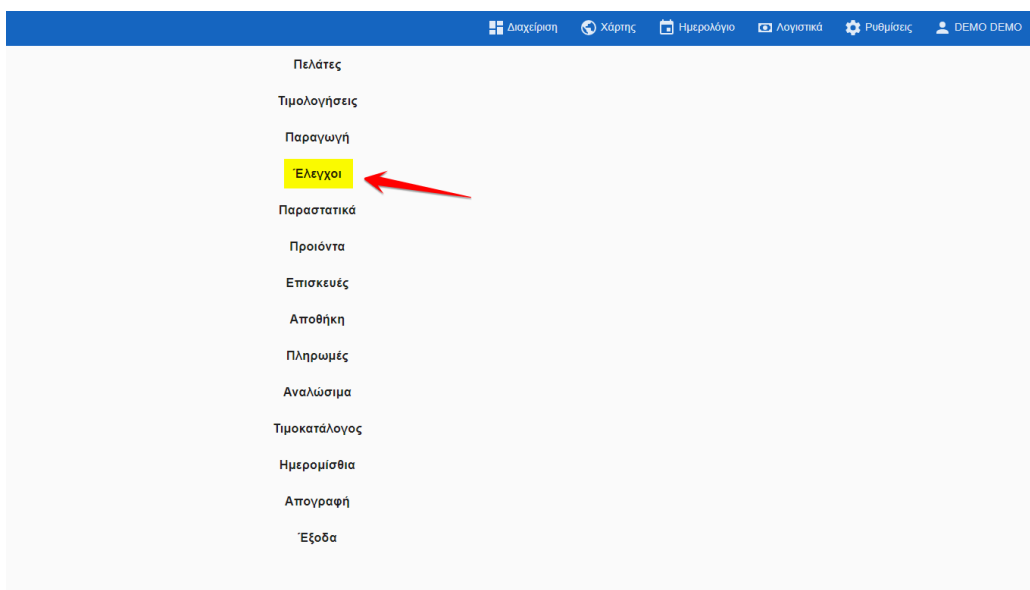 Διαχείριση Χάρτης Ημερολόγιο Λογιστικά Ρυθμίσεις DEMO DEMO
Πελάτες
Τιμολογήσεις
Παραγωγή
Έλεγχοι
Παραστατικά
Προιόντα
Επισκευές
Αποθήκη
Πληρωμές
Αναλώσιμα
Τιμοκατάλογος
Ημερομίσθια
Απογραφή
Έξοδα